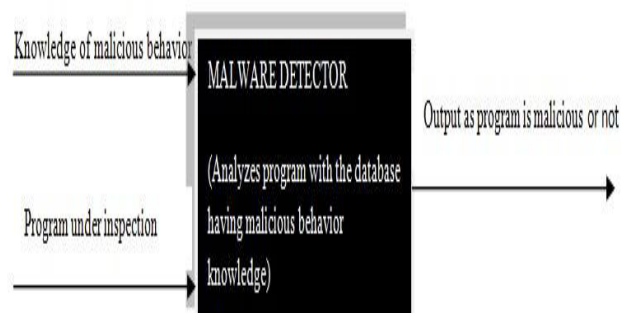 Knowledge of malicious behavior
MALWARE DETECTOR
Output as program is malicious or not
(Analyzes program with the database
having malicious behavior
knowledge)
Program under inspection